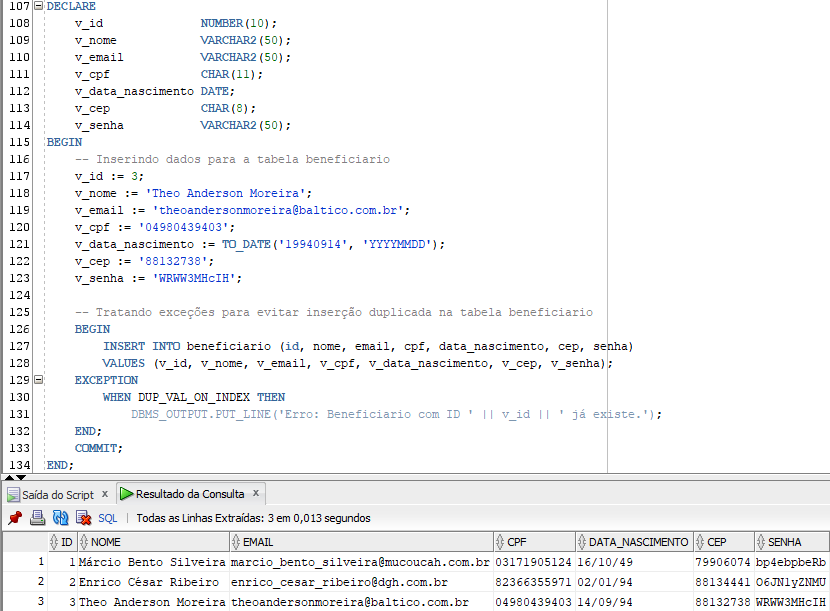 107 DECLARE
108 v_id NUMBER(10);
109 v_nome VARCHAR2(50);
110 v_email VARCHAR2(50);
111 v_cpf CHAR(11);
112 v_data_nascimento DATE;
113 v_cep CHAR(8);
114 v_senha VARCHAR2(50);
115 BEGIN
116 -- Inserindo dados para a tabela beneficiario
117 v_id := 3;
118 v_nome := 'Theo Anderson Moreira';
119 v_email := 'theoandersonmoreira@baltico.com.br';
120 v_cpf := '04980439403';
121 v_data_nascimento := TO_DATE('19940914', 'YYYYMMDD');
122 v_cep := '88132738';
123 v_senha := 'WRWW3MHcIH';
124
125 -- Tratando exceções para evitar inserção duplicada na tabela beneficiario
126 BEGIN
127 INSERT INTO beneficiario (id, nome, email, cpf, data_nascimento, cep, senha)
128 VALUES (v_id, v_nome, v_email, v_cpf, v_data_nascimento, v_cep, v_senha);
129 EXCEPTION
130 WHEN DUP_VAL_ON_INDEX THEN
131 DBMS_OUTPUT.PUT_LINE('Erro: Beneficiario com ID ' || v_id || ' já existe.');
132 END;
133 COMMIT;
134 END;
Saída do Script x Resultado da Consulta x
SQL | Todas as Linhas Extraídas: 3 em 0,013 segundos
ID NOME EMAIL CPF DATA_NASCIMENTO CEP SENHA
1 1 Márcio Bento Silveira marcio_bento_silveira@mucoucah.com.br 03171905124 16/10/49 79906074 bp4ebpbeRb
2 2 Enrico César Ribeiro enrico_cesar_ribeiro@dgh.com.br 82366355971 02/01/94 88134441 O6JNlyZNMU
3 3 Theo Anderson Moreira theoandersonmoreira@baltico.com.br 04980439403 14/09/94 88132738 WRWW3MHcIH